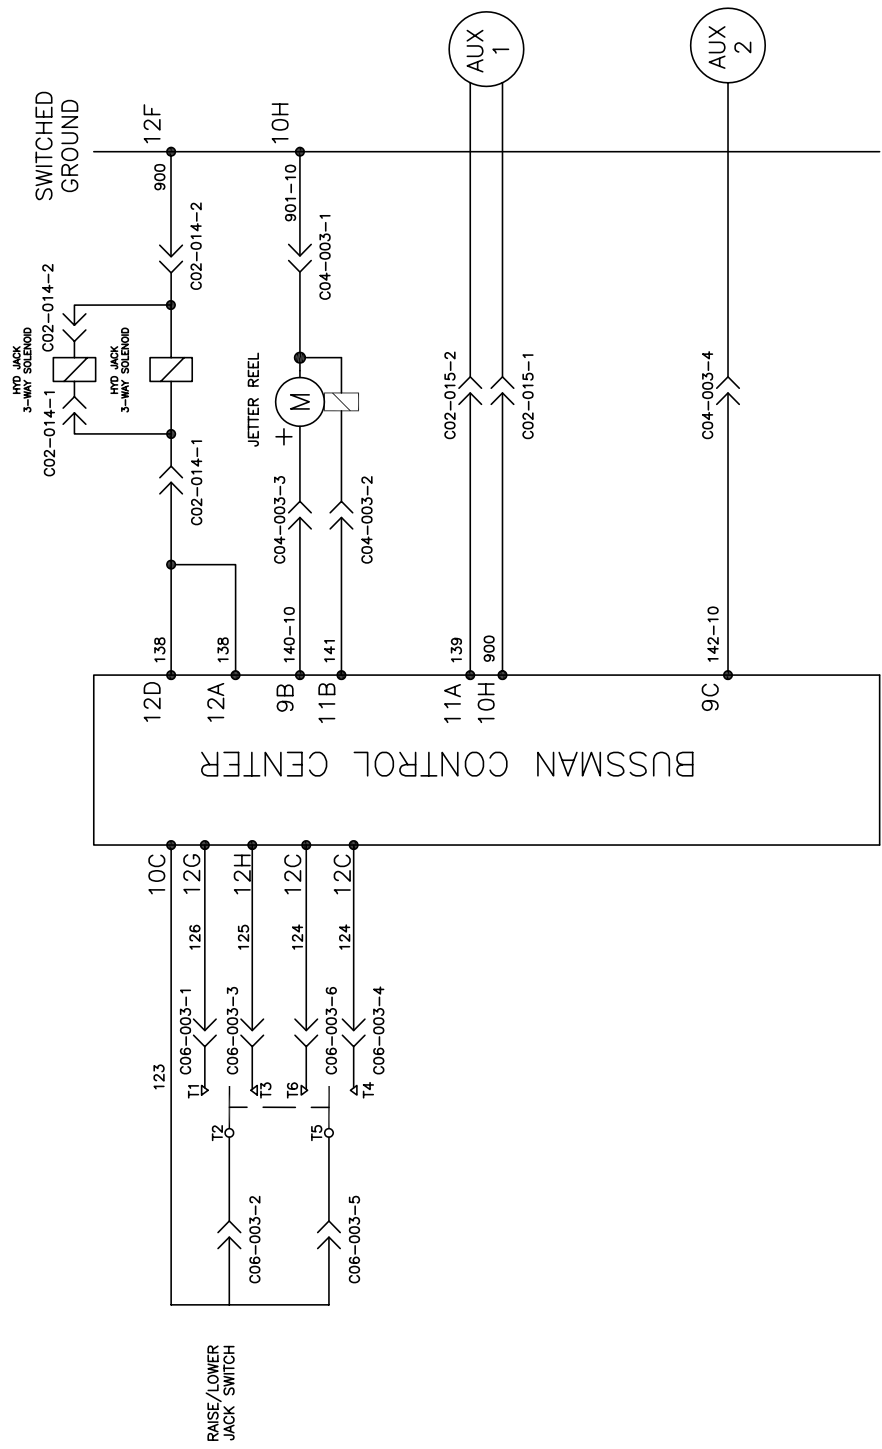 SWITCHED
GROUND
12F
10H
AUX
1
AUX
2
900
901-10
C02-014-2
C02-014-2
C04-003-1
HYD JACK
3-WAY SOLENOID
HYD JACK
3-WAY SOLENOID
JETTER REEL
M
+
C02-014-1
C02-014-1
C04-003-3
C04-003-2
C02-015-2
C02-015-1
C04-003-4
138
138
140-10
141
139
900
142-10
12D
12A
9B
11B
11A
10H
9C
BUSSMAN CONTROL CENTER
10C
12G
12H
12C
12C
123
126
125
124
124
C06-003-1
C06-003-3
C06-003-6
C06-003-4
T1
T3
T6
T4
T2
T5
C06-003-2
C06-003-5
RAISE/LOWER
JACK SWITCH